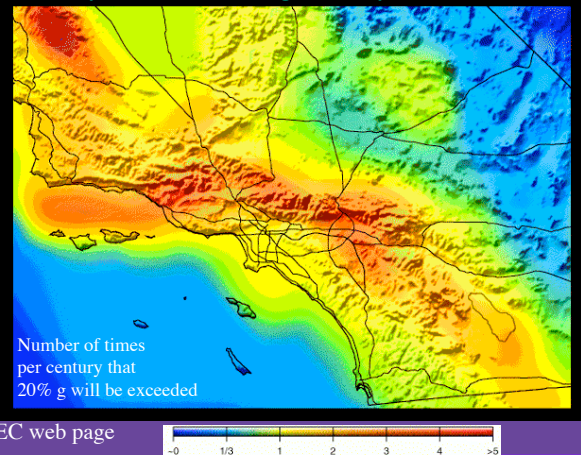 Number of times
per century that
20% g will be exceeded
EC web page
~0 1/3 1 2 3 4 >5